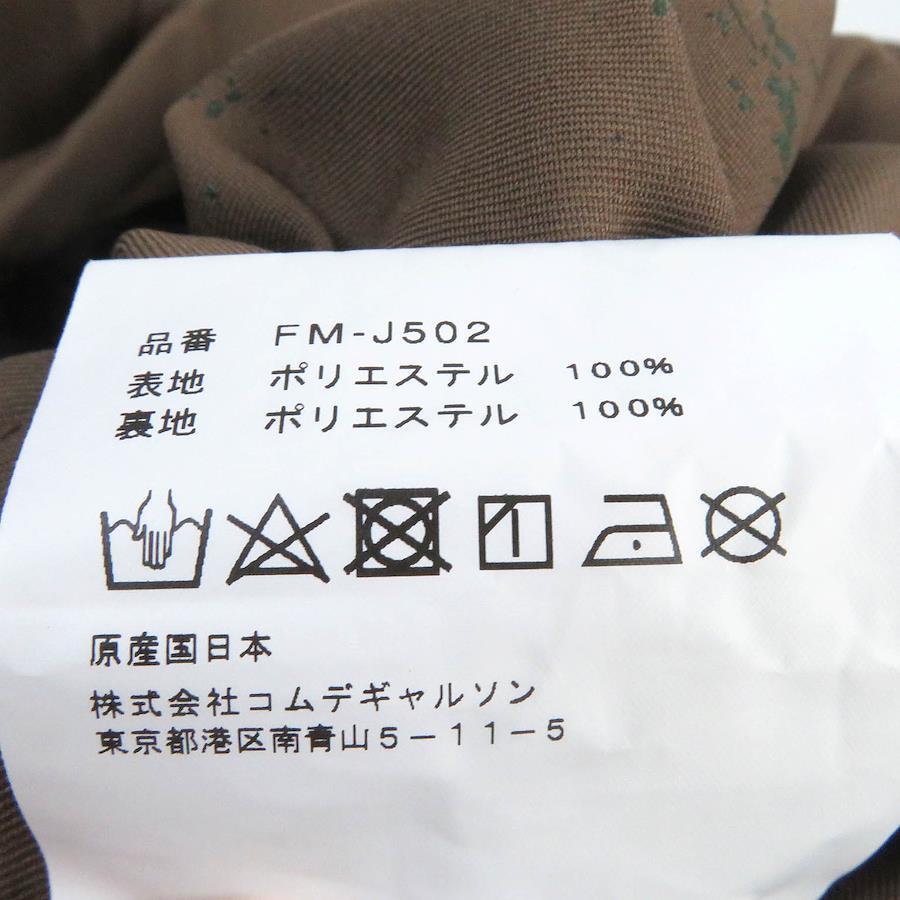 品番 FM-J502
表地 ポリエステル 100%
裏地 ポリエステル 100%
原産国日本
株式会社コムデギャルソン
東京都港区南青山5-11-5